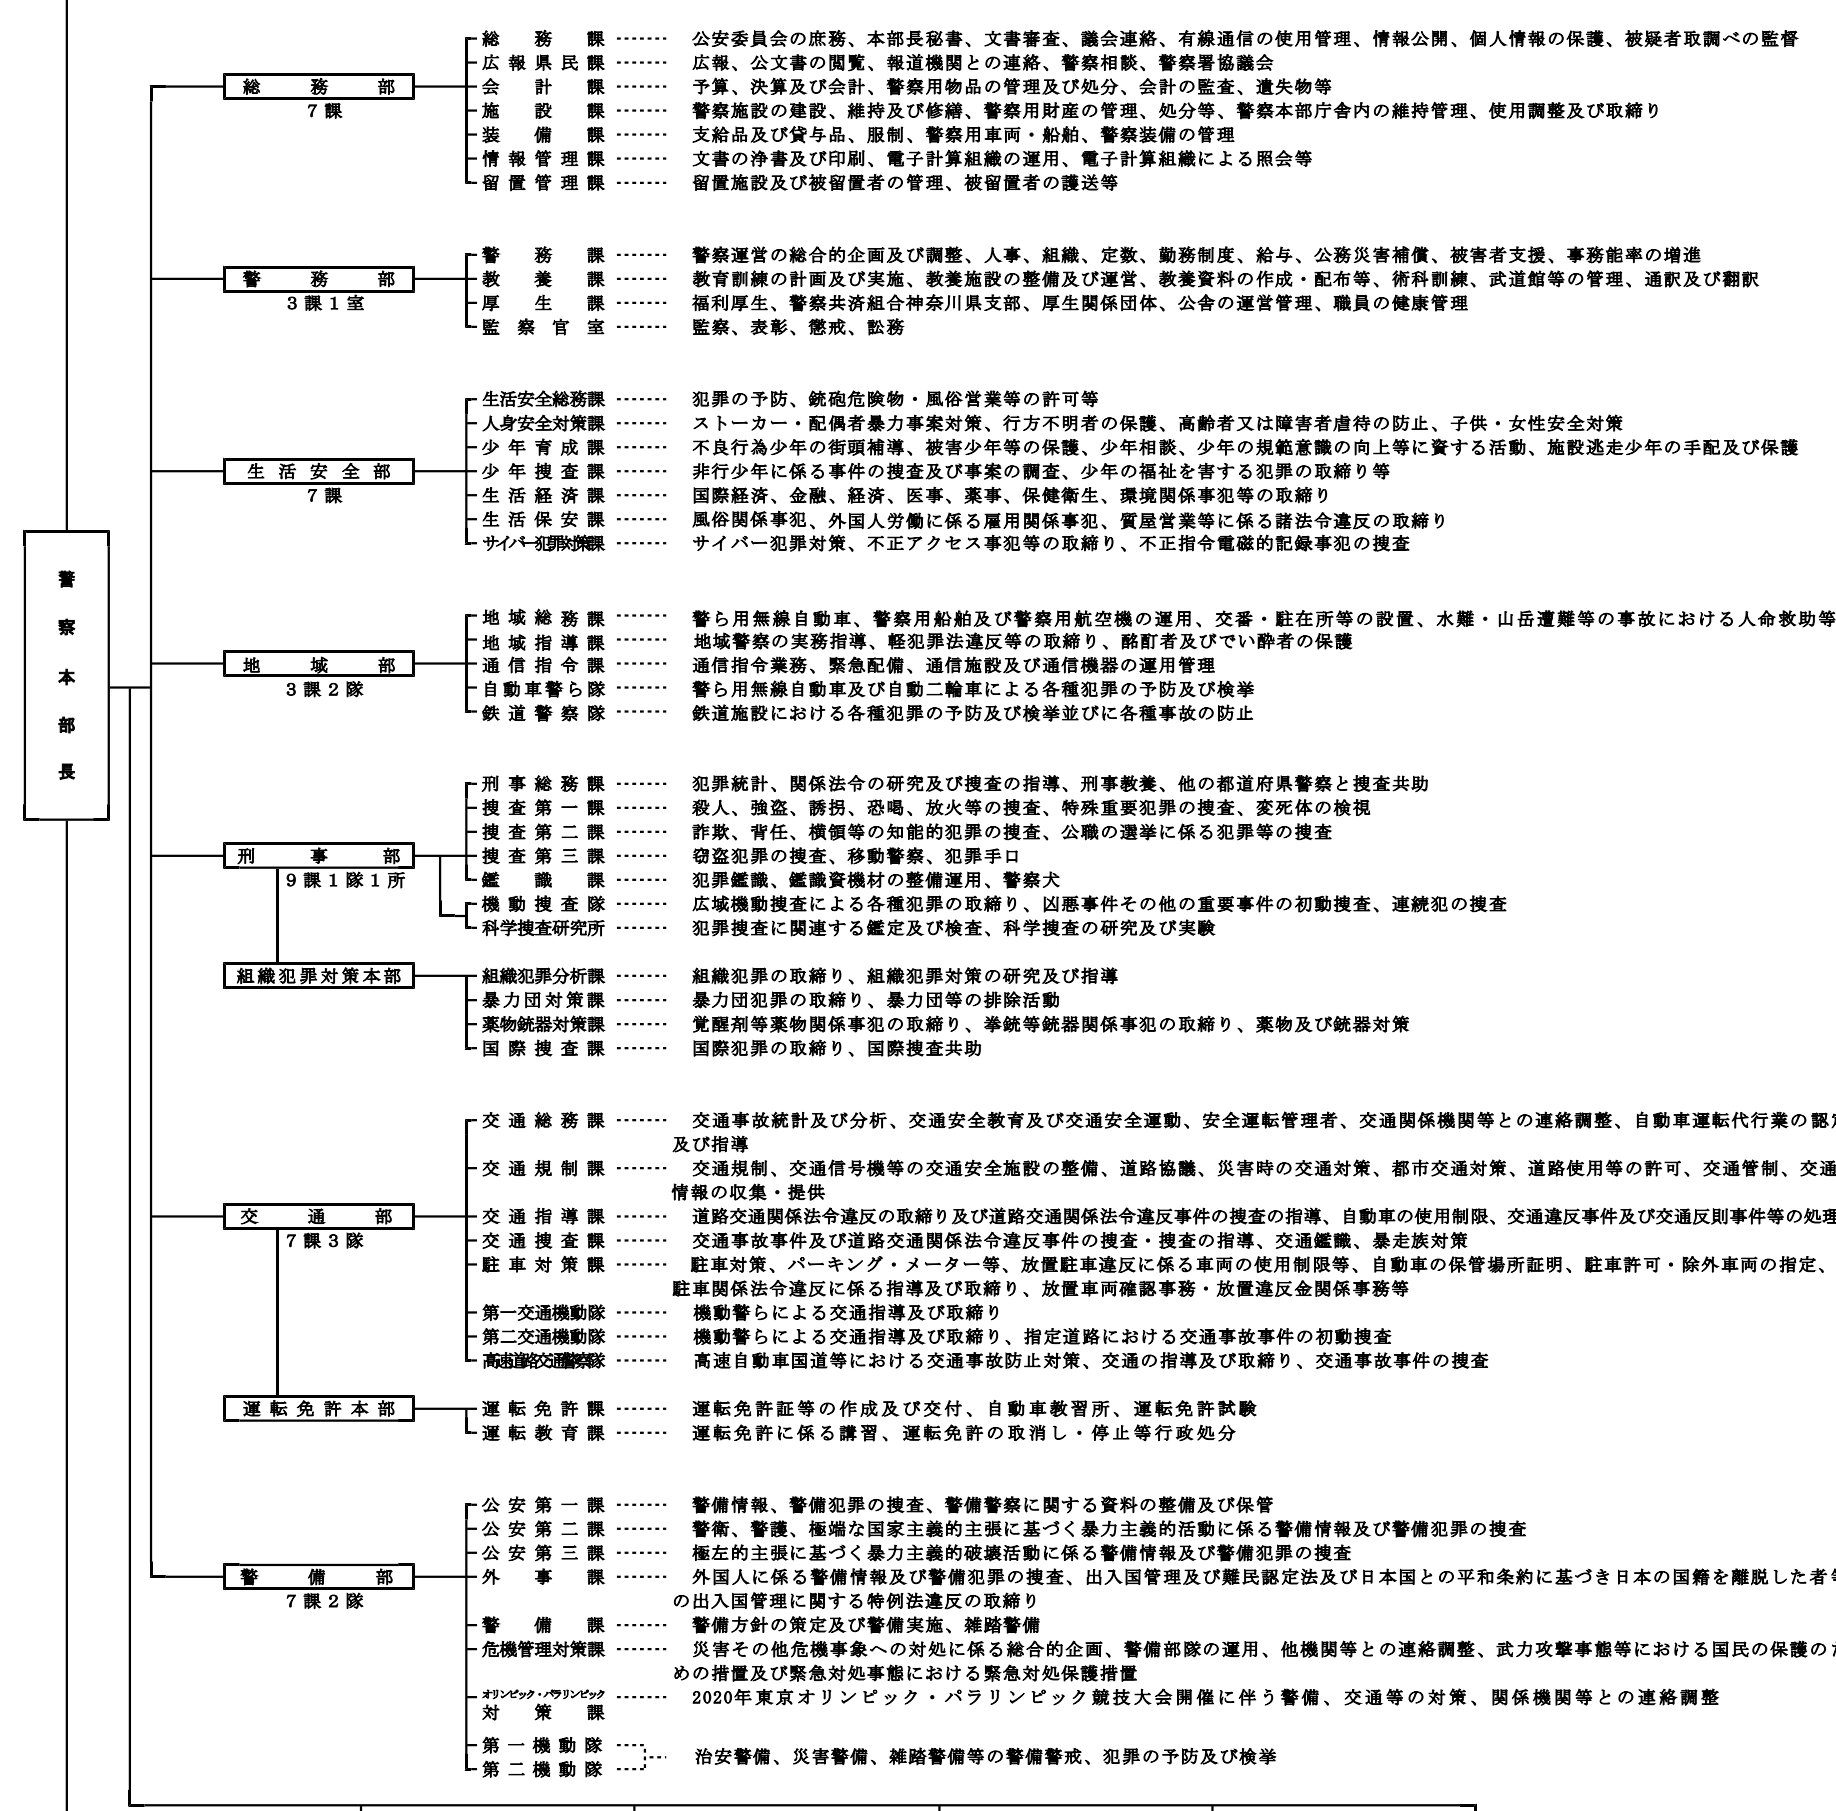 警察本部長
総務部
7課
総務課 公安委員会の庶務、本部長秘書、文書審査、議会連絡、有線通信の使用管理、情報公開、個人情報の保護、被疑者取調べの監督
広報県民課 広報、公文書の閲覧、報道機関との連絡、警察相談、警察署協議会
会計課 予算、決算及び会計、警察用物品の管理及び処分、会計の監査、遺失物等
施設課 警察施設の建設、維持及び修繕、警察用財産の管理、処分等、警察本部庁舎内の維持管理、使用調整及び取締り
装備課 支給品及び貸与品、服制、警察用車両・船舶、警察装備の管理
情報管理課 文書の浄書及び印刷、電子計算組織の運用、電子計算組織による照会等
留置管理課 留置施設及び被留置者の管理、被留置者の護送等
警務部
3課1室
警務課 警察運営の総合的企画及び調整、人事、組織、定数、勤務制度、給与、公務災害補償、被害者支援、事務能率の増進
教養課 教育訓練の計画及び実施、教養施設の整備及び運営、教養資料の作成・配布等、術科訓練、武道館等の管理、通訳及び翻訳
厚生課 福利厚生、警察共済組合神奈川県支部、厚生関係団体、公舎の運営管理、職員の健康管理
監察官室 監察、表彰、懲戒、訟務
生活安全部
7課
生活安全総務課 犯罪の予防、銃砲危険物・風俗営業等の許可等
人身安全対策課 ストーカー・配偶者暴力事案対策、行方不明者の保護、高齢者又は障害者虐待の防止、子供・女性安全対策
少年育成課 不良行為少年の街頭補導、被害少年等の保護、少年相談、少年の規範意識の向上等に資する活動、施設逃走少年の手配及び保護
少年捜査課 非行少年に係る事件の捜査及び事案の調査、少年の福祉を害する犯罪の取締り等
生活経済課 国際経済、金融、経済、医事、薬事、保健衛生、環境関係事犯等の取締り
生活保安課 風俗関係事犯、外国人労働に係る雇用関係事犯、質屋営業等に係る諸法令違反の取締り
サイバー犯罪対策課 サイバー犯罪対策、不正アクセス事犯等の取締り、不正指令電磁的記録事犯の捜査
地域部
3課2隊
地域総務課 警ら用無線自動車、警察用船舶及び警察用航空機の運用、交番・駐在所等の設置、水難・山岳遭難等の事故における人命救助等
地域指導課 地域警察の実務指導、軽犯罪法違反等の取締り、酩酊者及びでい酔者の保護
通信指令課 通信指令業務、緊急配備、通信施設及び通信機器の運用管理
自動車警ら隊 警ら用無線自動車及び自動二輪車による各種犯罪の予防及び検挙
鉄道警察隊 鉄道施設における各種犯罪の予防及び検挙並びに各種事故の防止
刑事部
9課1隊1所
刑事総務課 犯罪統計、関係法令の研究及び捜査の指導、刑事教養、他の都道府県警察と捜査共助
捜査第一課 殺人、強盗、誘拐、恐喝、放火等の捜査、特殊重要犯罪の捜査、変死体の検視
捜査第二課 詐欺、背任、横領等の知能的犯罪の捜査、公職の選挙に係る犯罪等の捜査
捜査第三課 窃盗犯罪の捜査、移動警察、犯罪手口
鑑識課 犯罪鑑識、鑑識資機材の整備運用、警察犬
機動捜査隊 広域機動捜査による各種犯罪の取締り、凶悪事件その他の重要事件の初動捜査、連続犯の捜査
科学捜査研究所 犯罪捜査に関連する鑑定及び検査、科学捜査の研究及び実験
組織犯罪対策本部
組織犯罪分析課 組織犯罪の取締り、組織犯罪対策の研究及び指導
暴力団対策課 暴力団犯罪の取締り、暴力団等の排除活動
薬物銃器対策課 覚醒剤等薬物関係事犯の取締り、拳銃等銃器関係事犯の取締り、薬物及び銃器対策
国際捜査課 国際犯罪の取締り、国際捜査共助
交通部
7課3隊
交通総務課 交通事故統計及び分析、交通安全教育及び交通安全運動、安全運転管理者、交通関係機関等との連絡調整、自動車運転代行業の認定
及び指導
交通規制課 交通規制、交通信号機等の交通安全施設の整備、道路協議、災害時の交通対策、都市交通対策、道路使用等の許可、交通管制、交通
情報の収集・提供
交通指導課 道路交通関係法令違反の取締り及び道路交通関係法令違反事件の捜査の指導、自動車の使用制限、交通違反事件及び交通反則事件等の処理
交通捜査課 交通事故事件及び道路交通関係法令違反事件の捜査・捜査の指導、交通鑑識、暴走族対策
駐車対策課 駐車対策、パーキング・メーター等、放置駐車違反に係る車両の使用制限等、自動車の保管場所証明、駐車許可・除外車両の指定、
駐車関係法令違反に係る指導及び取締り、放置車両確認事務・放置違反金関係事務等
第一交通機動隊 機動警らによる交通指導及び取締り
第二交通機動隊 機動警らによる交通指導及び取締り、指定道路における交通事故事件の初動捜査
高速道路交通警察隊 高速自動車国道等における交通事故防止対策、交通の指導及び取締り、交通事故事件の捜査
運転免許本部
運転免許課 運転免許証等の作成及び交付、自動車教習所、運転免許試験
運転教育課 運転免許に係る講習、運転免許の取消し・停止等行政処分
警備部
7課2隊
公安第一課 警備情報、警備犯罪の捜査、警備警察に関する資料の整備及び保管
公安第二課 警衛、警護、極端な国家主義的主張に基づく暴力主義的活動に係る警備情報及び警備犯罪の捜査
公安第三課 極左的主張に基づく暴力主義的破壊活動に係る警備情報及び警備犯罪の捜査
外事課 外国人に係る警備情報及び警備犯罪の捜査、出入国管理及び難民認定法及び日本国との平和条約に基づき日本の国籍を離脱した者等
の出入国管理に関する特例法違反の取締り
警備課 警備方針の策定及び警備実施、雑踏警備
危機管理対策課 災害その他危機事象への対処に係る総合的企画、警備部隊の運用、他機関等との連絡調整、武力攻撃事態等における国民の保護のた
めの措置及び緊急対処事態における緊急対処保護措置
オリンピック・パラリンピック 2020年東京オリンピック・パラリンピック競技大会開催に伴う警備、交通等の対策、関係機関等との連絡調整
対策課
第一機動隊
治安警備、災害警備、雑踏警備等の警備警戒、犯罪の予防及び検挙
第二機動隊